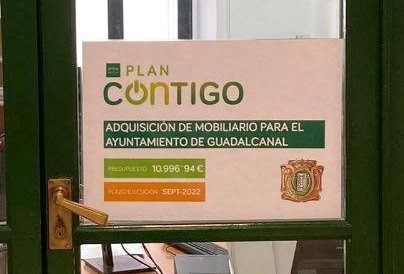 PLAN
CONTIGO
ADQUISICIÓN DE MOBILIARIO PARA EL
AYUNTAMIENTO DE GUADALCANAL
PRESUPUESTO: 10.996'94 €
PLAZO EJECUCIÓN: SEPT-2022